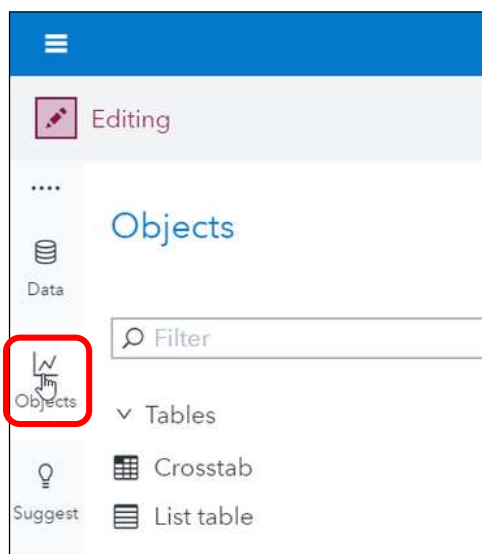 Editing
Objects
Data
Filter
Objects
Tables
Crosstab
Suggest
List table